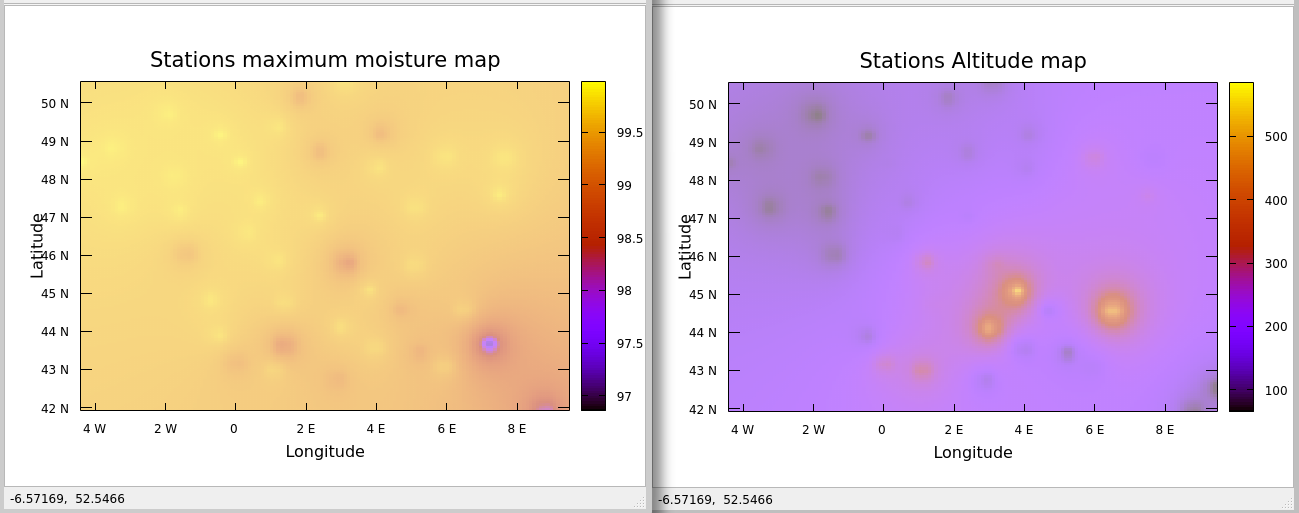 Stations maximum moisture map
50 N
49 N
48 N
47 N
46 N
45 N
44 N
43 N
42 N
Latitude
4 W 2 W 0 2 E 4 E 6 E 8 E
Longitude
99.5
99
98.5
98
97.5
97
-6.57169, 52.5466
Stations Altitude map
50 N
49 N
48 N
47 N
46 N
45 N
44 N
43 N
42 N
Latitude
4 W 2 W 0 2 E 4 E 6 E 8 E
Longitude
500
400
300
200
100
-6.57169, 52.5466